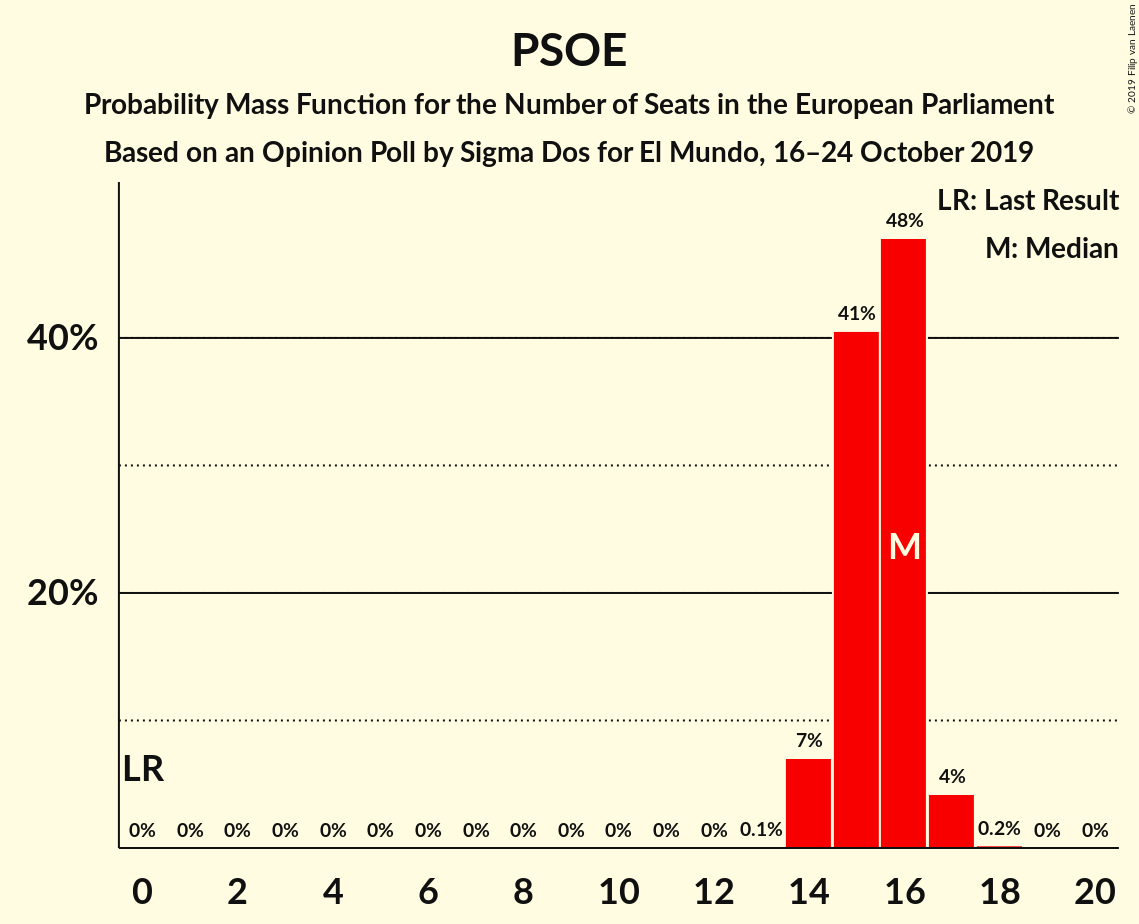 PSOE
Probability Mass Function for the Number of Seats in the European Parliament
Based on an Opinion Poll by Sigma Dos for El Mundo, 16–24 October 2019
© 2019 Filip van Laenen
LR: Last Result
M: Median
48%
41%
40%
M
20%
7%
LR
4%
0% 0% 0% 0% 0% 0% 0% 0% 0% 0% 0% 0% 0% 0.1% 0.2% 0% 0%
0 2 4 6 8 10 12 14 16 18 20